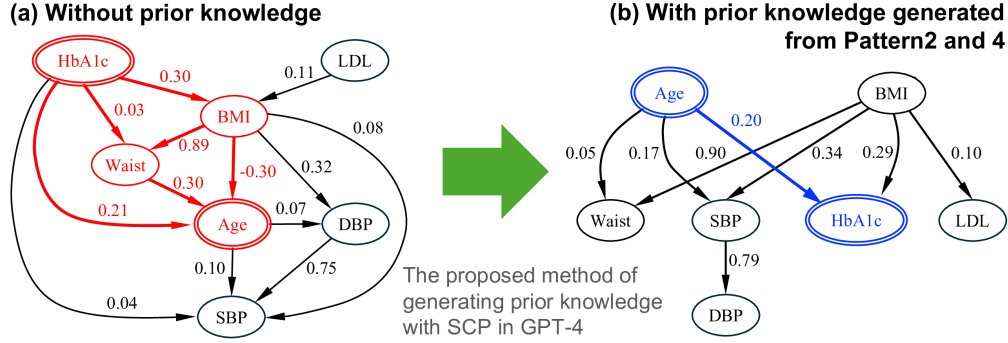 (a) Without prior knowledge
HbA1c
LDL
0.30
0.11
0.03
BMI
0.08
0.89
Waist
0.32
-0.30
0.30
0.21
Age
0.07
DBP
0.10
0.75
0.04
SBP
The proposed method of
generating prior knowledge
with SCP in GPT-4
(b) With prior knowledge generated
from Pattern2 and 4
Age
BMI
0.20
0.05
0.17
0.90
0.34
0.29
0.10
Waist
SBP
HbA1c
LDL
0.79
DBP